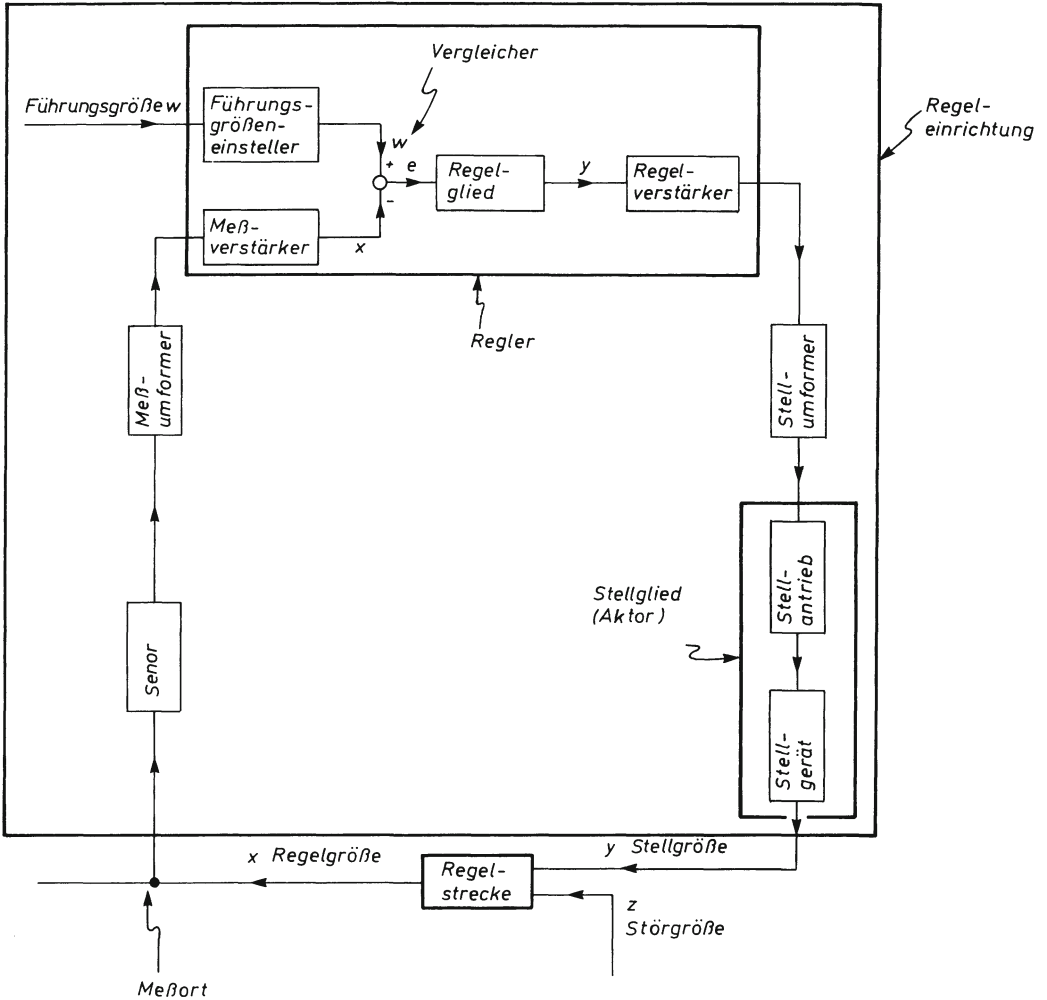 Vergleicher
Führungsgröße w
Führungs-
größen-
einsteller
Regel-
einrichtung
w
+
e
Regel-
glied
y
Regel-
verstärker
-
Meß-
verstärker
x
Regler
Meß-
umformer
Stell-
umformer
Stellglied
(Aktor)
Stell-
antrieb
Senor
Stell-
gerät
x Regelgröße
y Stellgröße
Regel-
strecke
z
Störgröße
Meßort